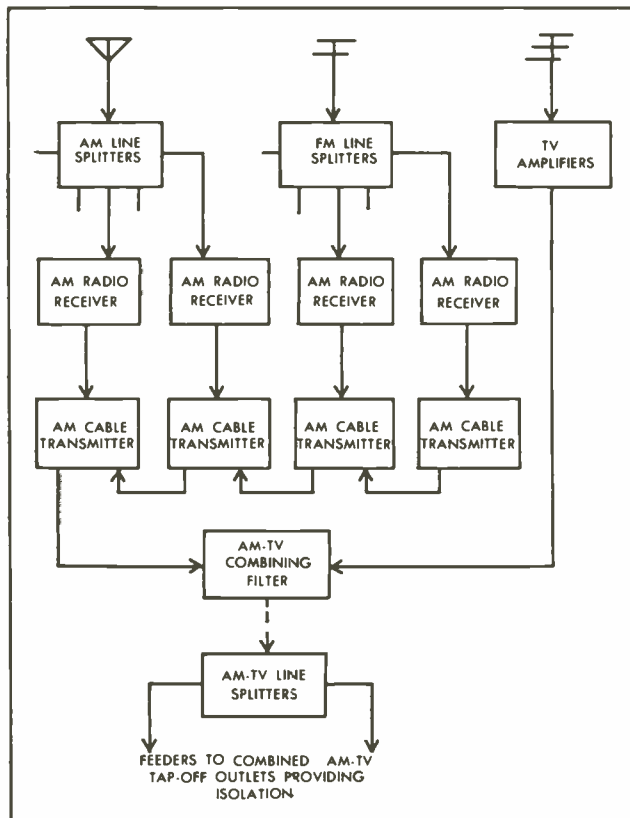 AM LINE
SPLITTERS
FM LINE
SPLITTERS
TV
AMPLIFIERS
AM RADIO
RECEIVER
AM RADIO
RECEIVER
AM RADIO
RECEIVER
AM RADIO
RECEIVER
AM CABLE
TRANSMITTER
AM CABLE
TRANSMITTER
AM CABLE
TRANSMITTER
AM CABLE
TRANSMITTER
AM-TV
COMBINING
FILTER
AM-TV LINE
SPLITTERS
FEEDERS TO COMBINED AM-TV
TAP-OFF OUTLETS PROVIDING
ISOLATION